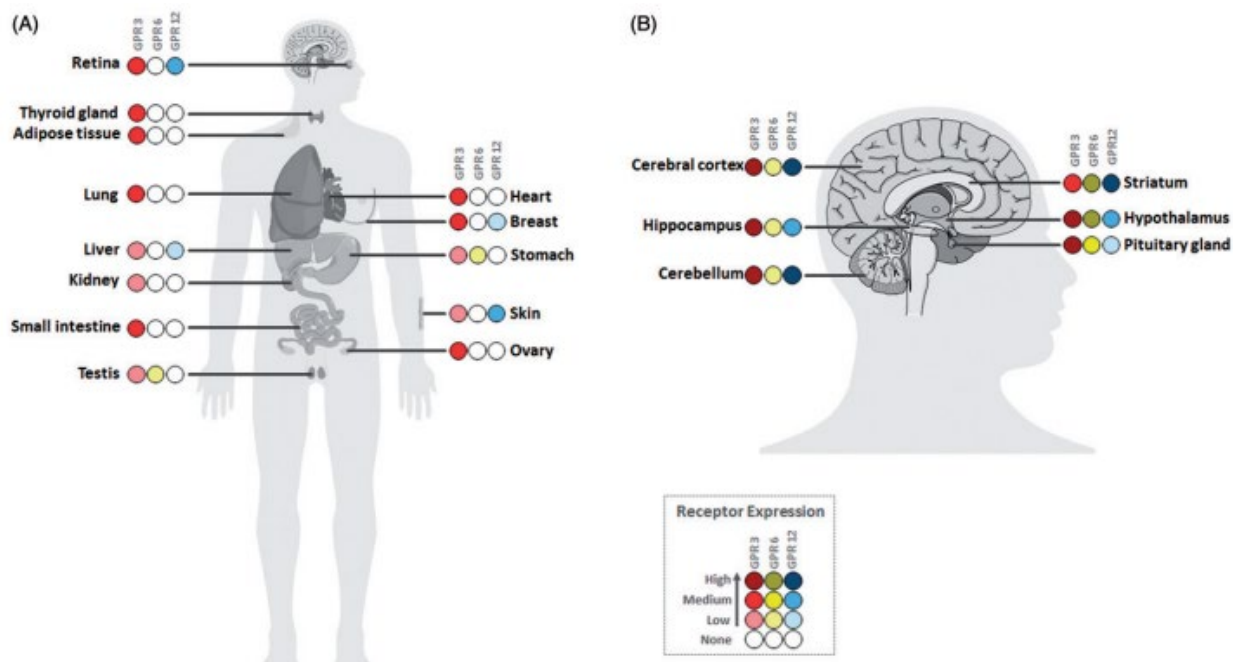 (A)
GPR3
GPR6
GPR12
Retina
Thyroid gland
Adipose tissue
Lung
Liver
Kidney
Small intestine
Testis
GPR3
GPR6
GPR12
Heart
Breast
Stomach
Skin
Ovary
(B)
GPR3
GPR6
GPR12
Cerebral cortex
Hippocampus
Cerebellum
GPR3
GPR6
GPR12
Striatum
Hypothalamus
Pituitary gland
Receptor Expression
GPR3
GPR6
GPR 12
High
Medium
Low
None